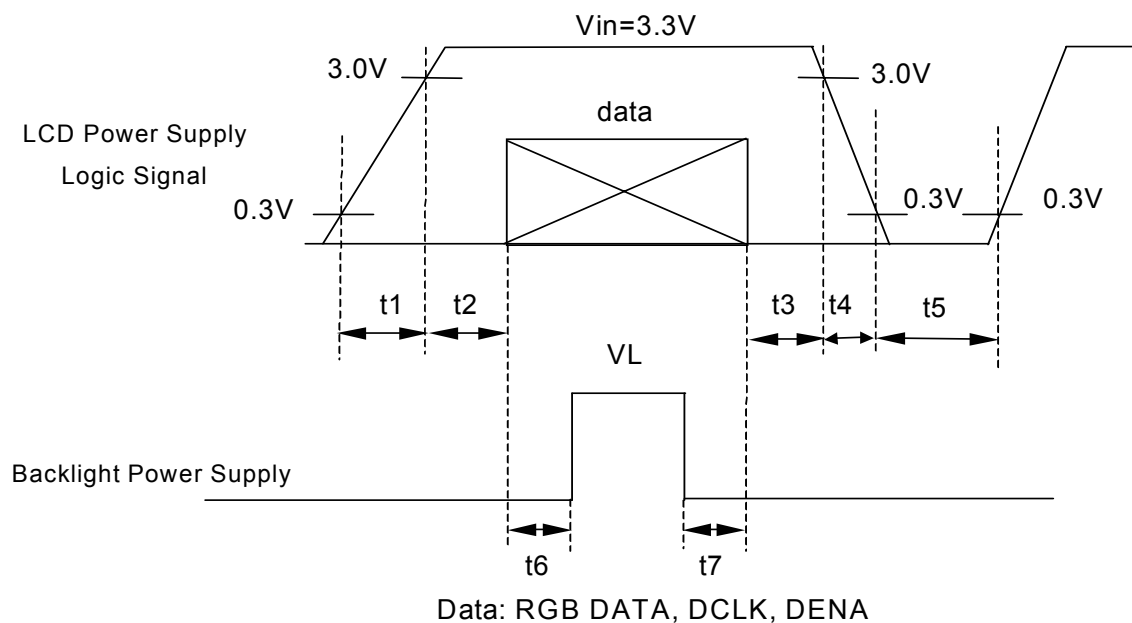 Vin=3.3V
3.0V
3.0V
data
LCD Power Supply
Logic Signal
0.3V
0.3V
0.3V
t1
t2
t3
t4
t5
VL
Backlight Power Supply
t6
t7
Data: RGB DATA, DCLK, DENA